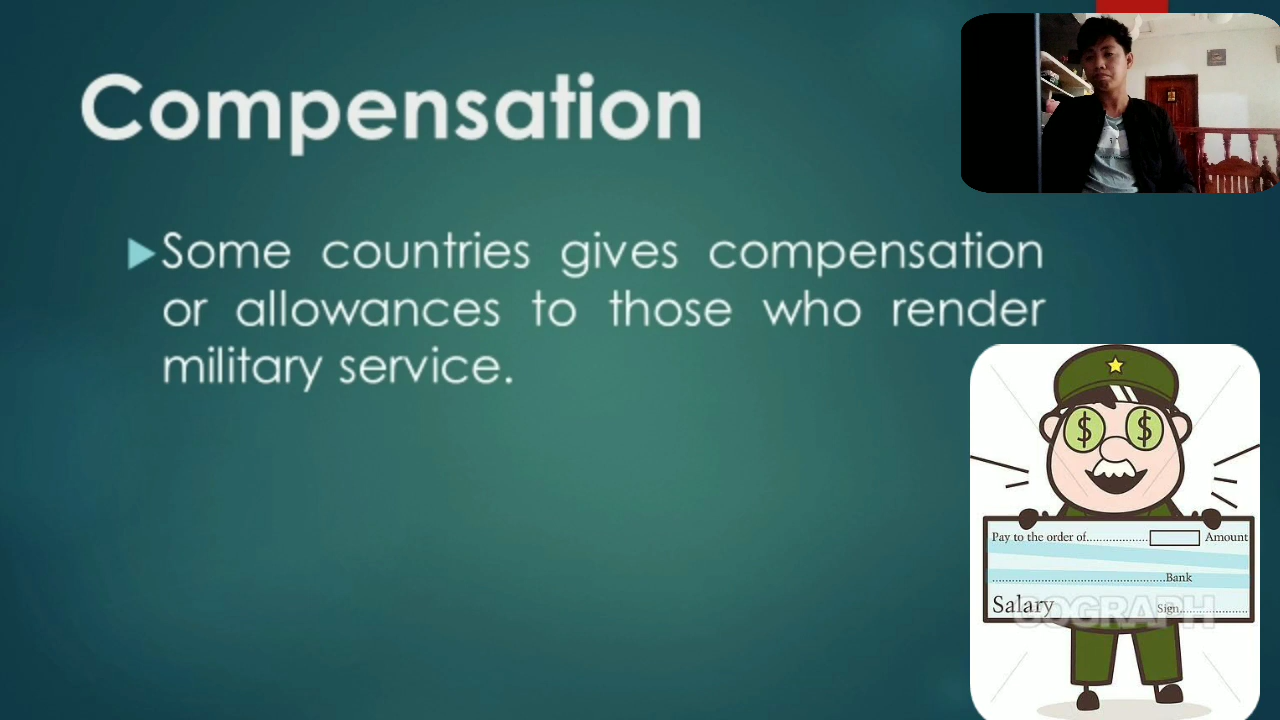 Compensation
Some countries gives compensation
or allowances to those who render
military service.
Pay to the order of.................. Amount
................................................Bank
Salary
Sign..................
GOGRAPH